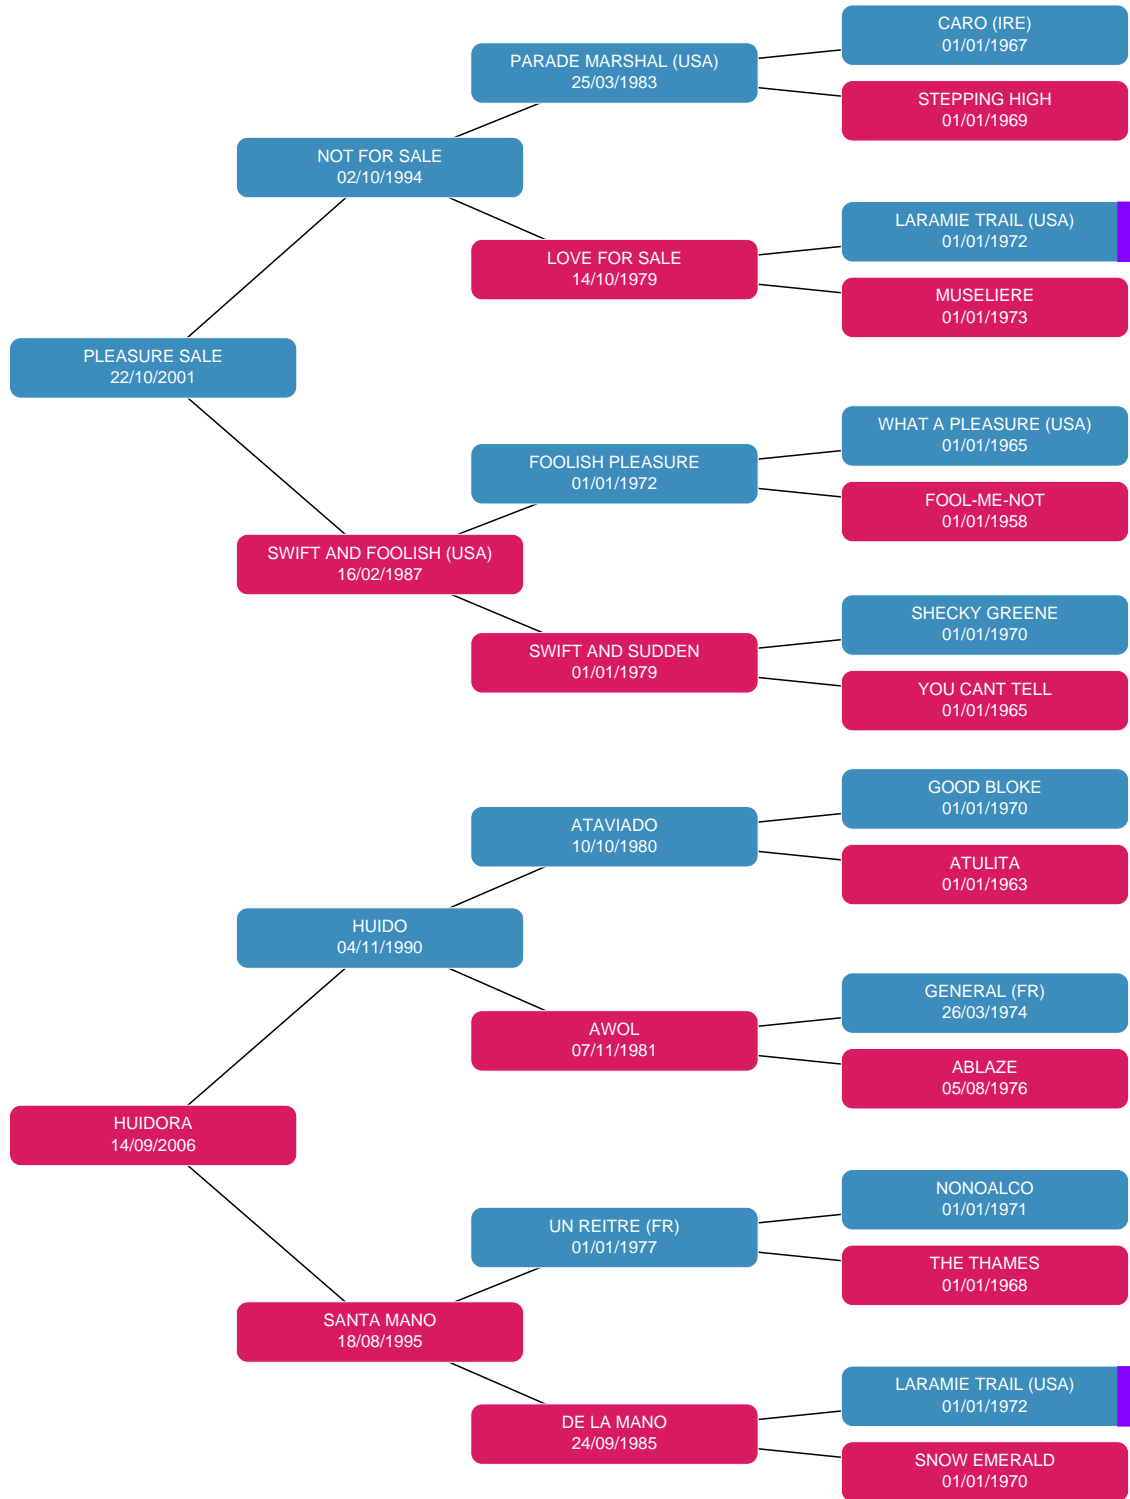 CARO (IRE)
01/01/1967
PARADE MARSHAL (USA)
25/03/1983
STEPPING HIGH
01/01/1969
NOT FOR SALE
02/10/1994
LARAMIE TRAIL (USA)
01/01/1972
LOVE FOR SALE
14/10/1979
MUSELIERE
01/01/1973
PLEASURE SALE
22/10/2001
WHAT A PLEASURE (USA)
01/01/1965
FOOLISH PLEASURE
01/01/1972
FOOL-ME-NOT
01/01/1958
SWIFT AND FOOLISH (USA)
16/02/1987
SHECKY GREENE
01/01/1970
SWIFT AND SUDDEN
01/01/1979
YOU CANT TELL
01/01/1965
GOOD BLOKE
01/01/1970
ATAVIADO
10/10/1980
ATULITA
01/01/1963
HUIDO
04/11/1990
GENERAL (FR)
26/03/1974
AWOL
07/11/1981
ABLAZE
05/08/1976
HUIDORA
14/09/2006
NONOALCO
01/01/1971
UN REITRE (FR)
01/01/1977
THE THAMES
01/01/1968
SANTA MANO
18/08/1995
LARAMIE TRAIL (USA)
01/01/1972
DE LA MANO
24/09/1985
SNOW EMERALD
01/01/1970